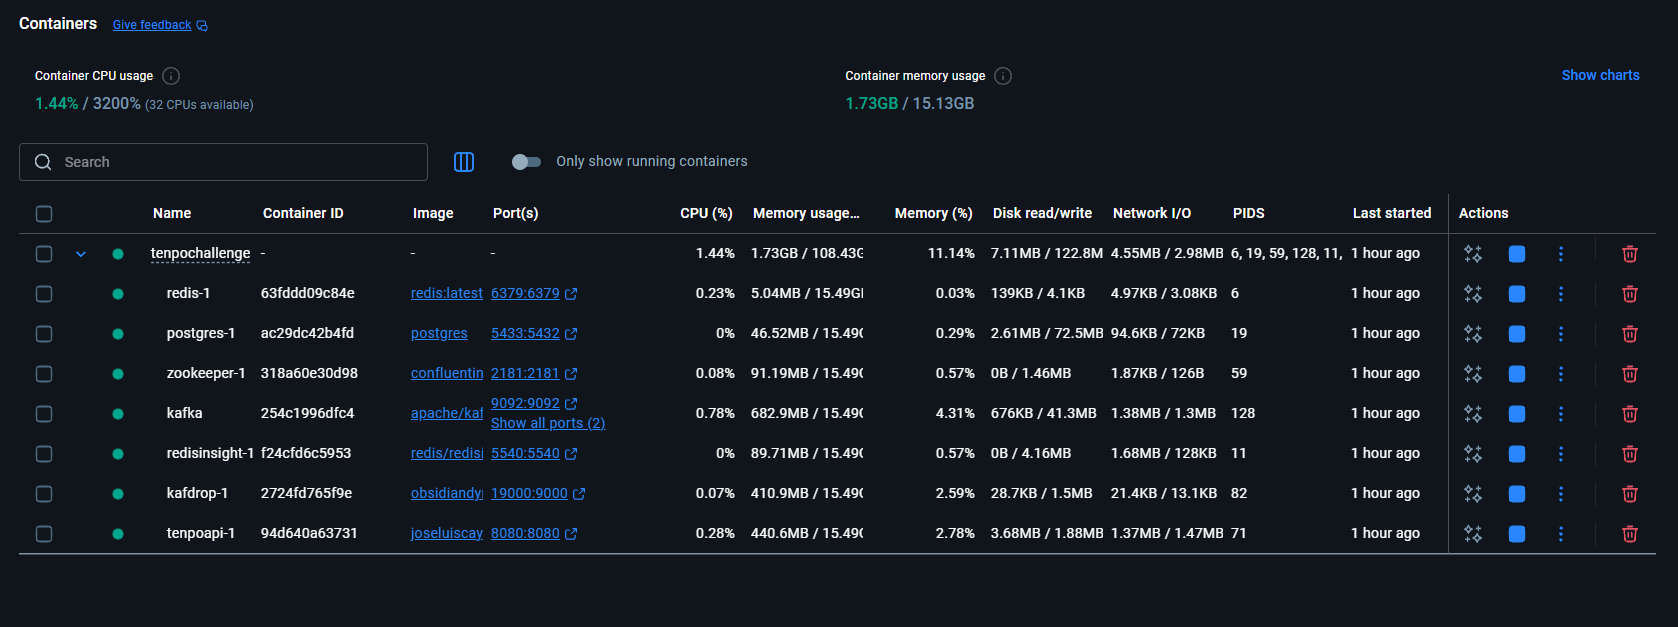 Containers Give feedback
Container CPU usage
1.44% / 3200% (32 CPUs available)
Container memory usage
1.73GB / 15.13GB
Show charts
Search
Only show running containers
Name Container ID Image Port(s) CPU (%) Memory usage... Memory (%) Disk read/write Network I/O PIDS Last started Actions
tenpochallenge - - - 1.44% 1.73GB / 108.43G 11.14% 7.11MB / 122.8M 4.55MB / 2.98MB 6, 19, 59, 128, 11, 1 hour ago
redis-1 63fddd09c84e redis:latest 6379:6379 0.23% 5.04MB / 15.49G 0.03% 139KB / 4.1KB 4.97KB / 3.08KB 6 1 hour ago
postgres-1 ac29dc42b4fd postgres 5433:5432 0% 46.52MB / 15.49G 0.29% 2.61MB / 72.5MB 94.6KB / 72KB 19 1 hour ago
zookeeper-1 318a60e30d98 confluentin 2181:2181 0.08% 91.19MB / 15.49G 0.57% 0B / 1.46MB 1.87KB / 126B 59 1 hour ago
kafka 254c1996dfc4 apache/kaf 9092:9092 0.78% 682.9MB / 15.49G 4.31% 676KB / 41.3MB 1.38MB / 1.3MB 128 1 hour ago
Show all ports (2)
redisinsight-1 f24cfd6c5953 redis/redisi 5540:5540 0% 89.71MB / 15.49G 0.57% 0B / 4.16MB 1.68MB / 128KB 11 1 hour ago
kafdrop-1 2724fd765f9e obsidiandy 19000:9000 0.07% 410.9MB / 15.49G 2.59% 28.7KB / 1.5MB 21.4KB / 13.1KB 82 1 hour ago
tenpoapi-1 94d640a63731 joseluiscay 8080:8080 0.28% 440.6MB / 15.49G 2.78% 3.68MB / 1.88MB 1.37MB / 1.47MB 71 1 hour ago